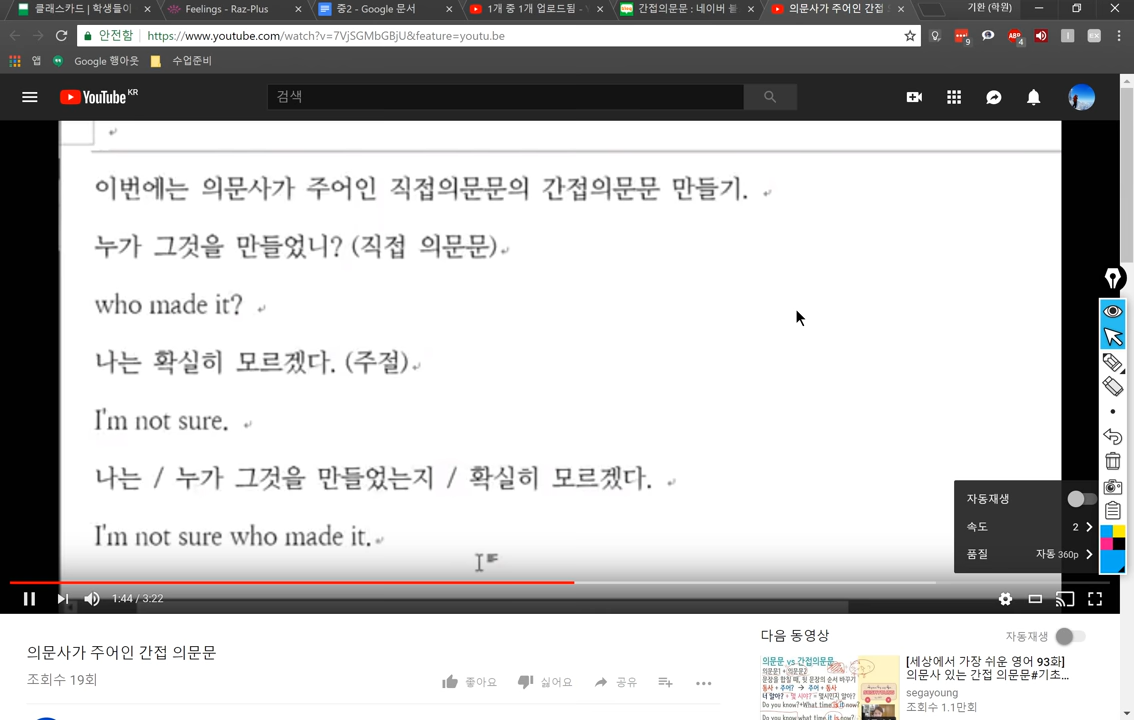 클래스카드 | 학생들이
Feelings - Raz-Plus
중2 - Google 문서
1개 중 1개 업로드됨 - Y
간접의문문 : 네이버 블
의문사가 주어인 간접
기환 (학원)
안전함 https://www.youtube.com/watch?v=7VjSGMbGBjU&feature=youtu.be
앱 Google 행아웃 수업준비
YouTube KR
검색
이번에는 의문사가 주어인 직접의문문의 간접의문문 만들기.
누가 그것을 만들었니? (직접 의문문)
who made it?
나는 확실히 모르겠다. (주절)
I'm not sure.
나는 / 누가 그것을 만들었는지 / 확실히 모르겠다.
I'm not sure who made it.
자동재생
속도 2
품질 자동 360p
1:44 / 3:22
의문사가 주어인 간접 의문문
조회수 19회
좋아요 싫어요 공유
다음 동영상
자동재생
의문문 vs 간접의문문
[세상에서 가장 쉬운 영어 93화]
의문사 있는 간접 의문문#기초...
segayoung
조회수 1.1만회